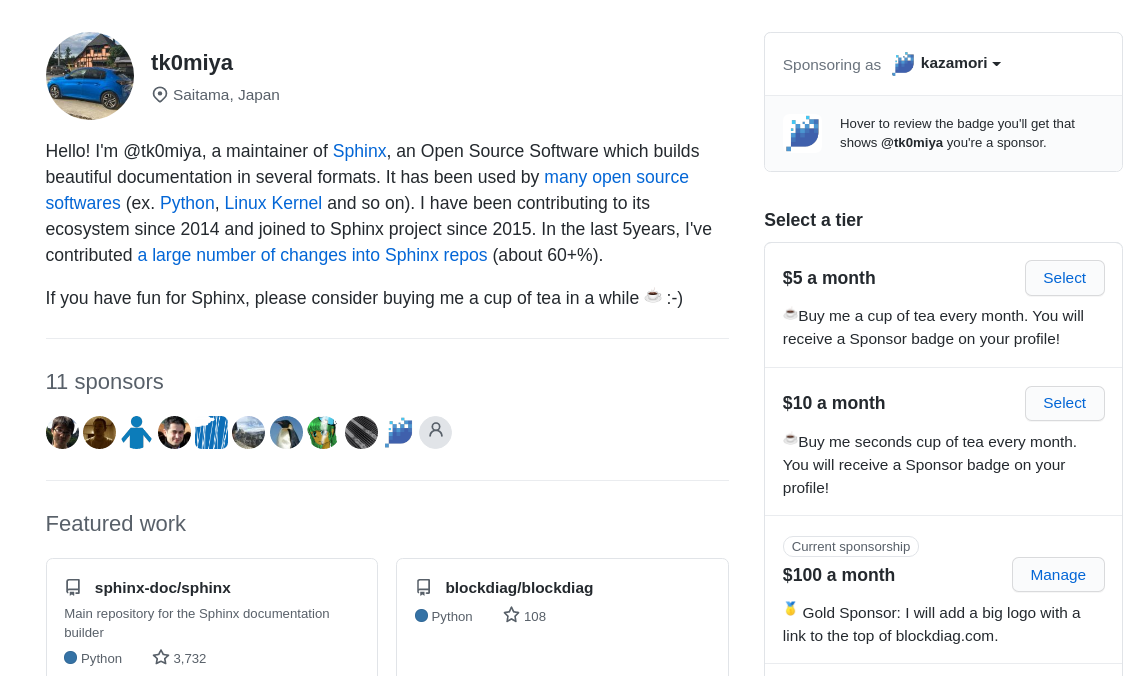 tk0miya
Saitama, Japan
Hello! I'm @tk0miya, a maintainer of Sphinx, an Open Source Software which builds
beautiful documentation in several formats. It has been used by many open source
softwares (ex. Python, Linux Kernel and so on). I have been contributing to its
ecosystem since 2014 and joined to Sphinx project since 2015. In the last 5years, I've
contributed a large number of changes into Sphinx repos (about 60+%).
If you have fun for Sphinx, please consider buying me a cup of tea in a while ☕ :-)
11 sponsors
Featured work
sphinx-doc/sphinx
Main repository for the Sphinx documentation
builder
Python 3,732
blockdiag/blockdiag
Python 108
Sponsoring as kazamori
Hover to review the badge you'll get that
shows @tk0miya you're a sponsor.
Select a tier
$5 a month
Select
☕Buy me a cup of tea every month. You will
receive a Sponsor badge on your profile!
$10 a month
Select
☕Buy me seconds cup of tea every month.
You will receive a Sponsor badge on your
profile!
Current sponsorship
$100 a month
Manage
🥇 Gold Sponsor: I will add a big logo with a
link to the top of blockdiag.com.